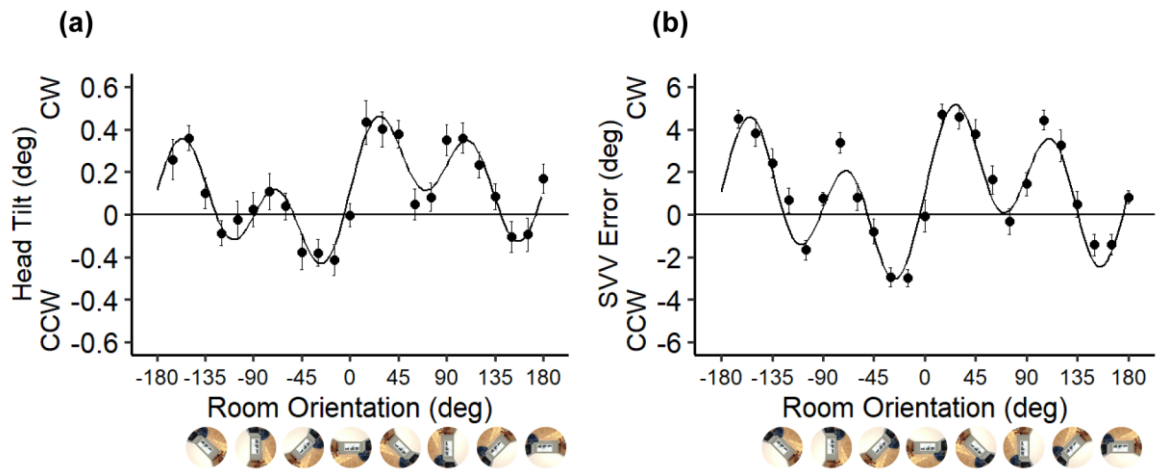 (a)
CW
CCW
Head Tilt (deg)
0.6
0.4
0.2
0
-0.4
-0.4
-0.6
-180 -135 -90 -45 0 45 90 135 180
Room Orientation (deg)
(b)
CW
CCW
SVV Error (deg)
6
4
2
0
-2
-4
-6
-180 -135 -90 -45 0 45 90 135 180
Room Orientation (deg)